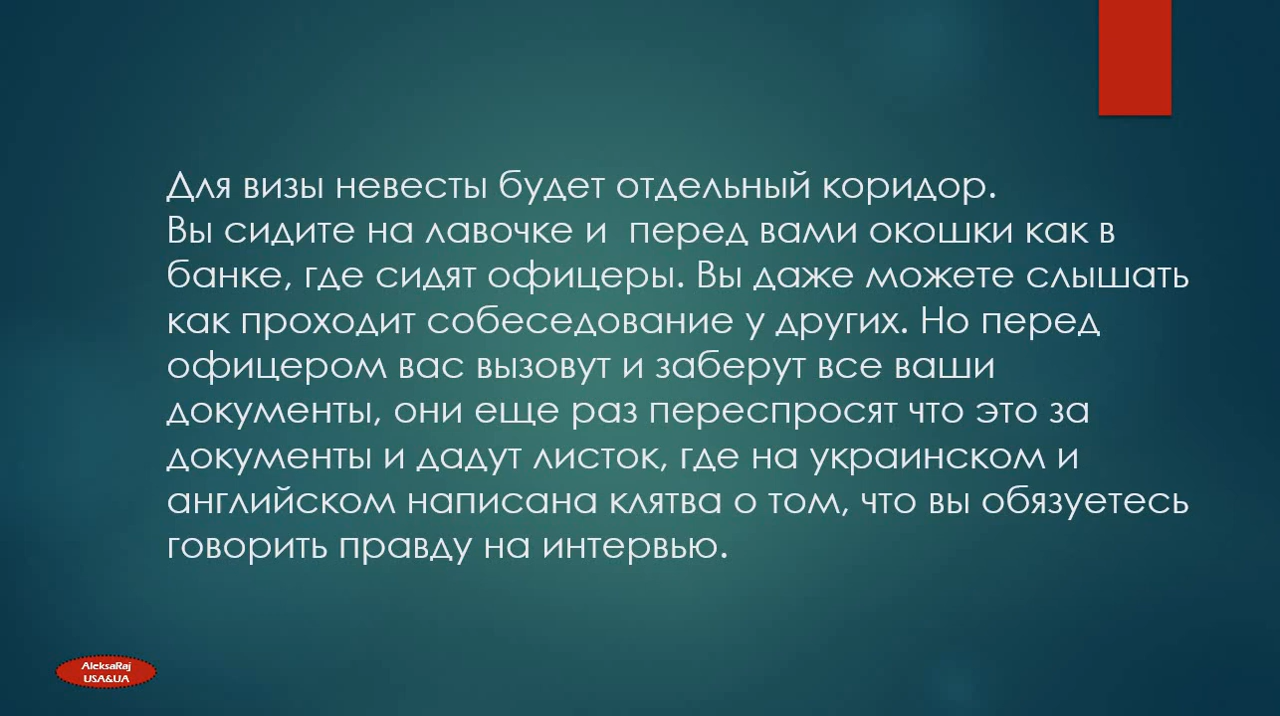 Для визы невесты будет отдельный коридор.
Вы сидите на лавочке и  перед вами окошки как в
банке, где сидят офицеры. Вы даже можете слышать
как проходит собеседование у других. Но перед
офицером вас вызовут и заберут все ваши
документы, они еще раз переспросят что это за
документы и дадут листок, где на украинском и
английском написана клятва о том, что вы обязуетесь
говорить правду на интервью.
AleksaRaj
USA&UA